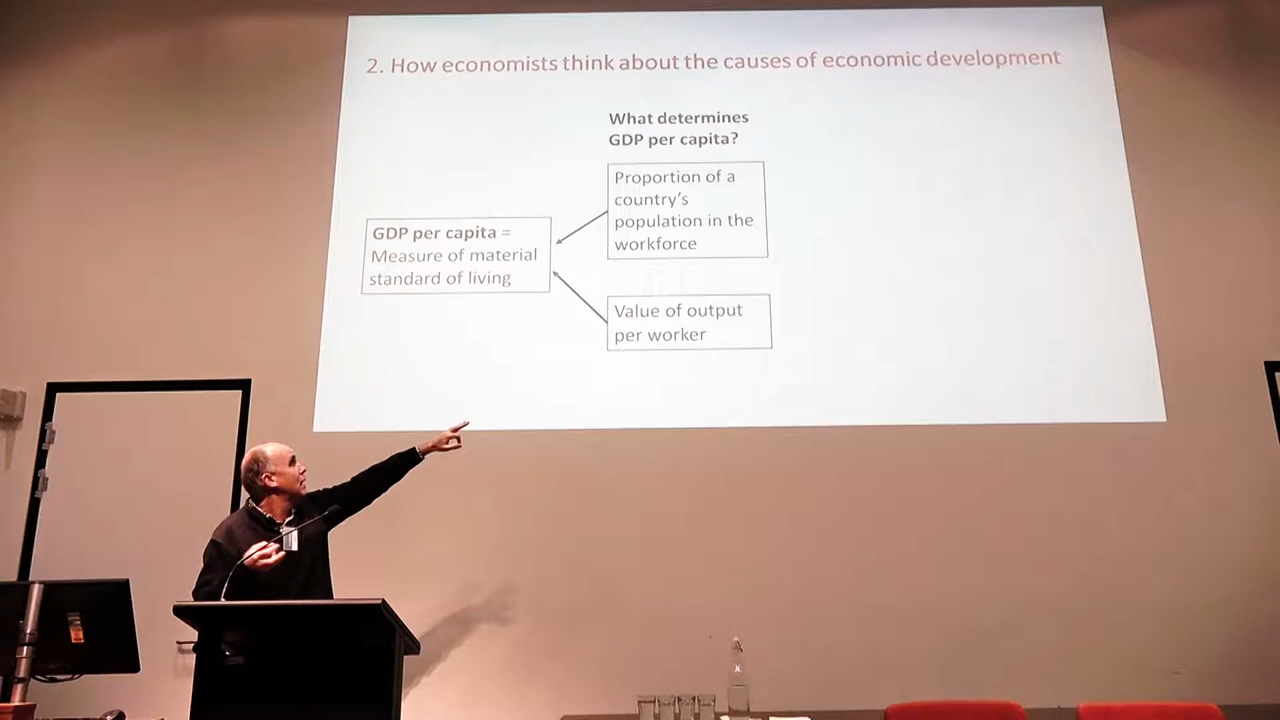 2. How economists think about the causes of economic development
What determines
GDP per capita?
Proportion of a
country's
population in the
workforce
GDP per capita =
Measure of material
standard of living
Value of output
per worker